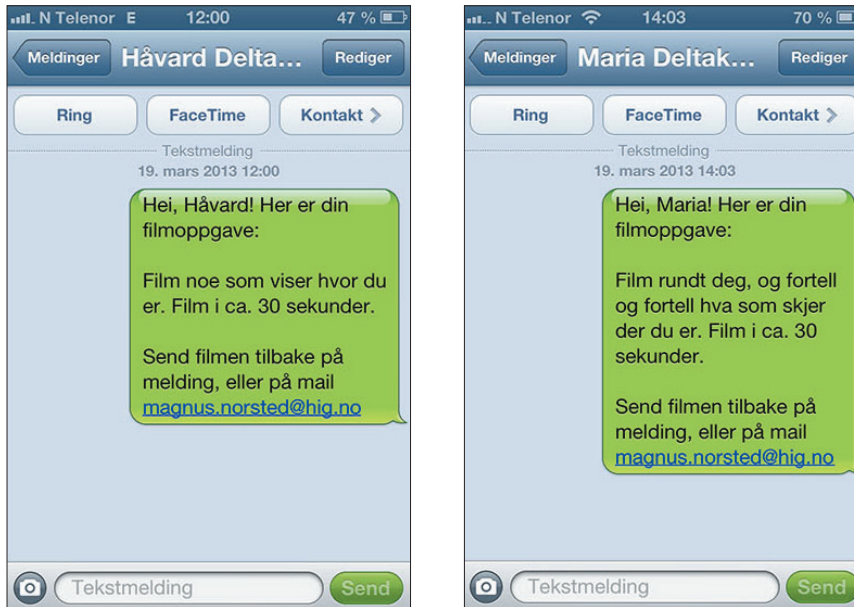 N Telenor E 12:00 47 %
Meldinger Håvard Delta... Rediger
Ring FaceTime Kontakt
Tekstmelding
19. mars 2013 12:00
Hei, Håvard! Her er din
filmoppgave:
Film noe som viser hvor du
er. Film i ca. 30 sekunder.
Send filmen tilbake på
melding, eller på mail
magnus.norsted@hig.no
Tekstmelding Send
N Telenor 14:03 70 %
Meldinger Maria Deltak... Rediger
Ring FaceTime Kontakt
Tekstmelding
19. mars 2013 14:03
Hei, Maria! Her er din
filmoppgave:
Film rundt deg, og fortell
og fortell hva som skjer
der du er. Film i ca. 30
sekunder.
Send filmen tilbake på
melding, eller på mail
magnus.norsted@hig.no
Tekstmelding Send